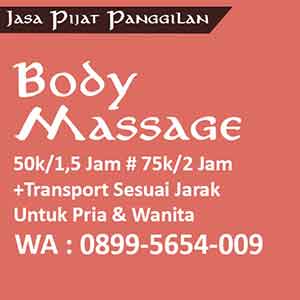 Jasa Pijat Panggilan
Body
Massage
50k/1,5 Jam # 75k/2 Jam
+Transport Sesuai Jarak
Untuk Pria & Wanita
WA : 0899-5654-009